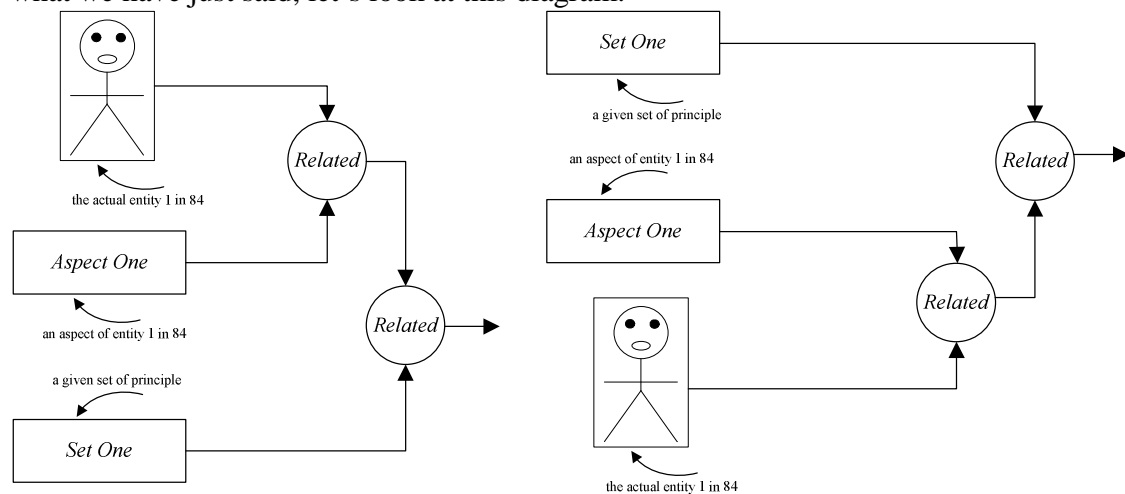 what we have just said, let's look at this diagram.
Related
the actual entity 1 in 84
Aspect One
an aspect of entity 1 in 84
Related
a given set of principle
Set One
Set One
a given set of principle
Related
an aspect of entity 1 in 84
Aspect One
Related
the actual entity 1 in 84